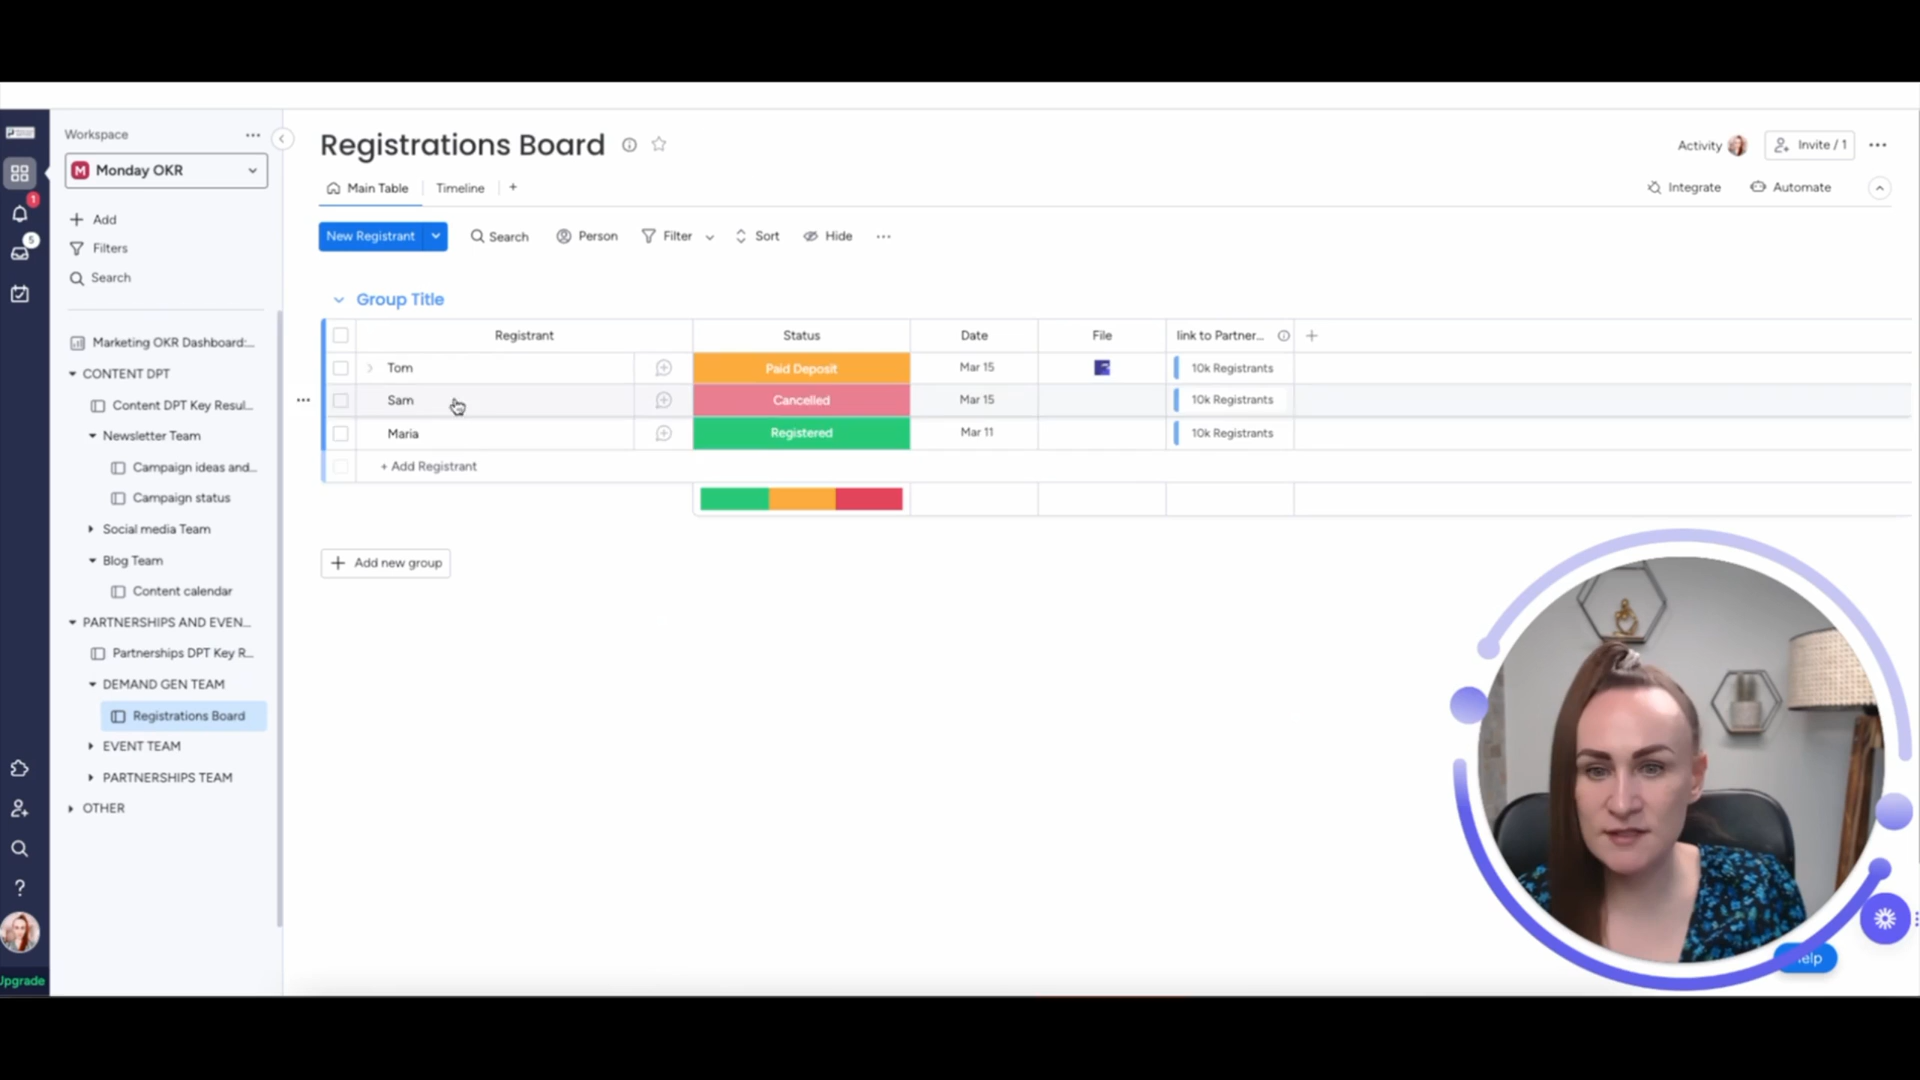 Workspace
M Monday OKR
Add
Filters
Search
Marketing OKR Dashboard:...
CONTENT DPT
Content DPT Key Resul...
Newsletter Team
Campaign ideas and...
Campaign status
Social media Team
Blog Team
Content calendar
PARTNERSHIPS AND EVEN...
Partnerships DPT Key R...
DEMAND GEN TEAM
Registrations Board
EVENT TEAM
PARTNERSHIPS TEAM
OTHER
1
5
?
Upgrade
Registrations Board
Activity
Invite / 1
Main Table
Timeline
+
Integrate
Automate
New Registrant
Search
Person
Filter
Sort
Hide
Group Title
Registrant Status Date File link to Partner... +
Tom Paid Deposit Mar 15 10k Registrants
Sam Cancelled Mar 15 10k Registrants
Maria Registered Mar 11 10k Registrants
+ Add Registrant
+ Add new group
elp